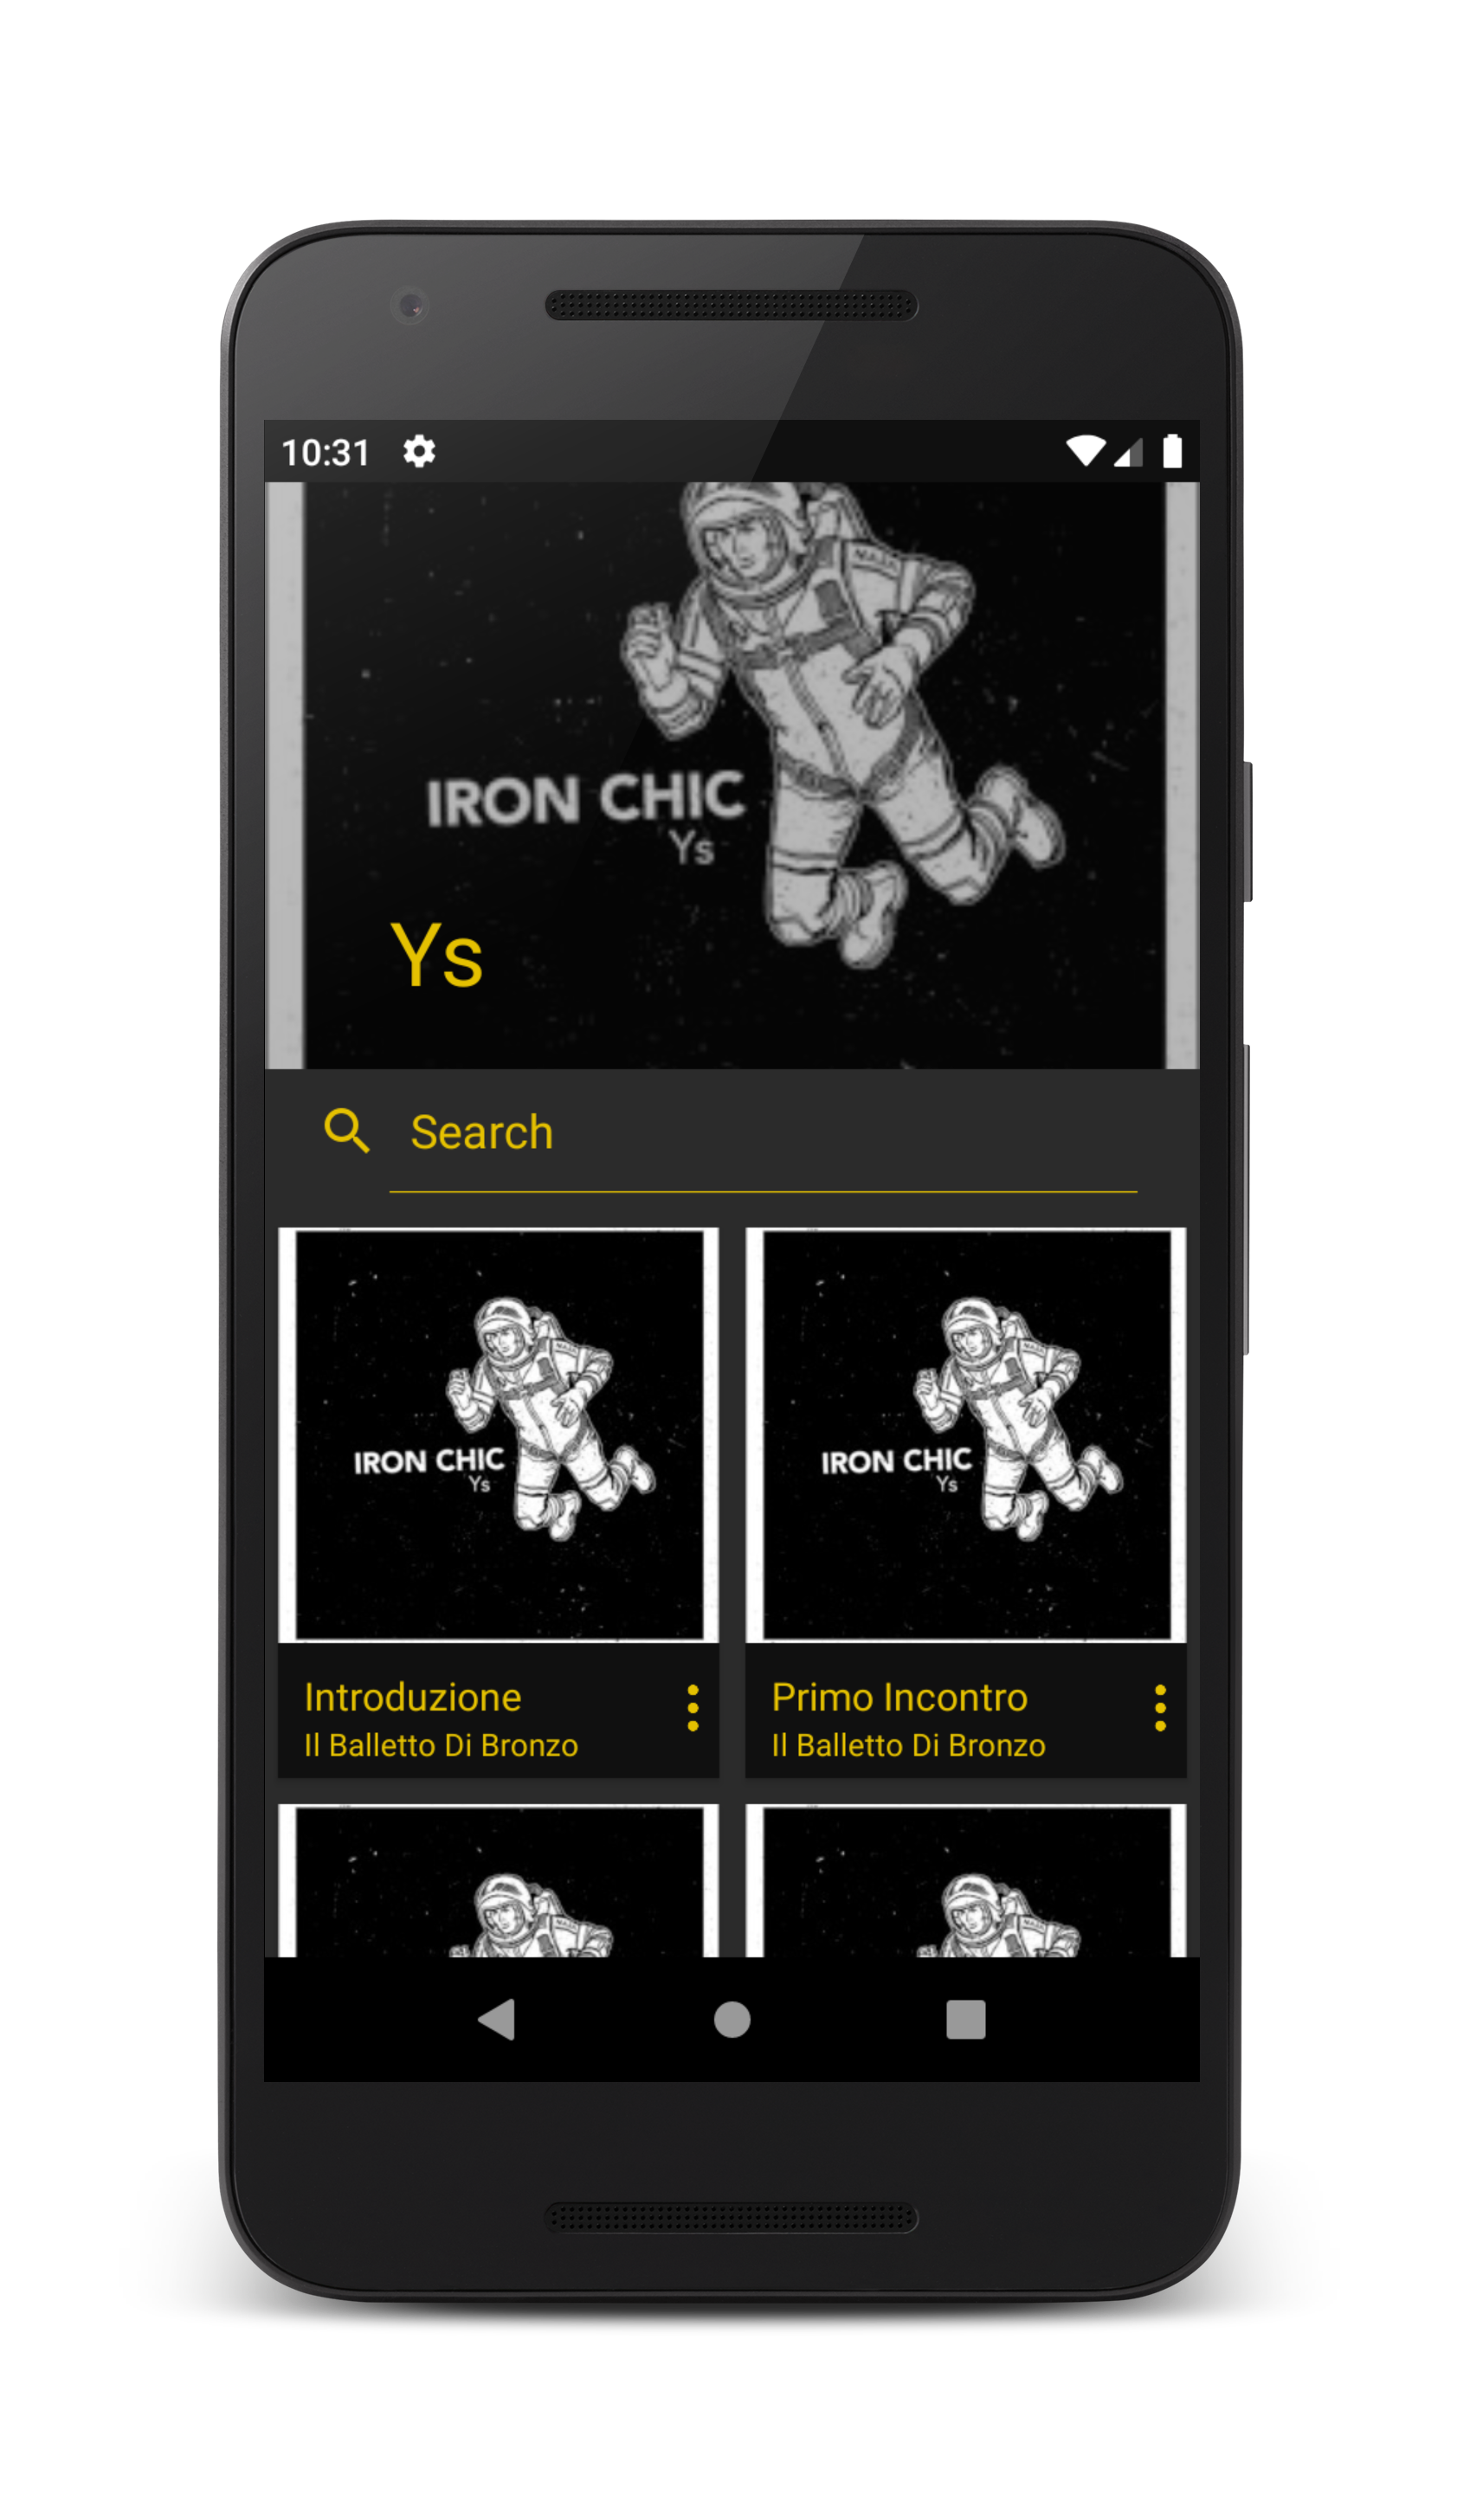 10:31
NASA
IRON CHIC
Ys
Ys
Search
IRON CHIC
Ys
IRON CHIC
Ys
Introduzione
Il Balletto Di Bronzo
Primo Incontro
Il Balletto Di Bronzo